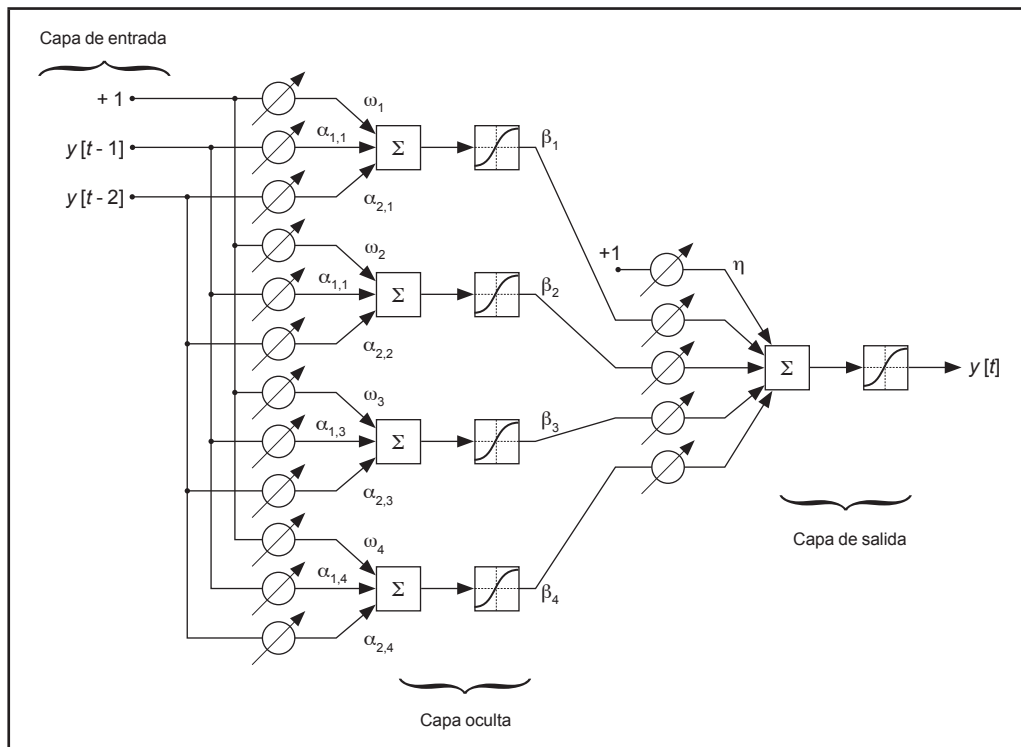 Capa de entrada
+ 1
y [t - 1]
y [t - 2]
ω1
α1,1
α2,1
Σ
β1
ω2
α1,1
α2,2
Σ
β2
ω3
α1,3
α2,3
Σ
β3
ω4
α1,4
α2,4
Σ
β4
+1
η
Σ
y [t]
Capa de salida
Capa oculta